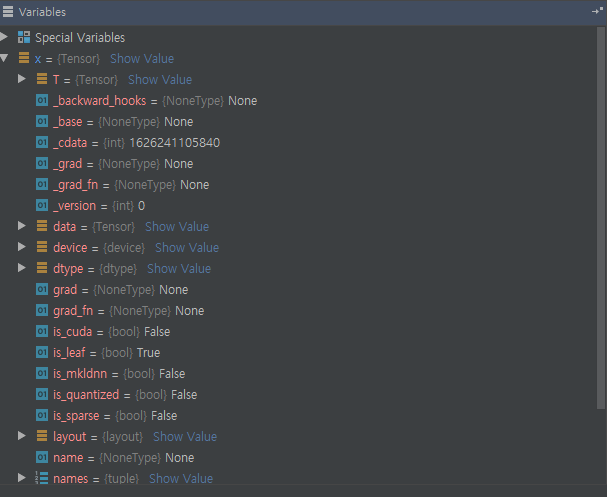 Variables
Special Variables
x = {Tensor} Show Value
T = {Tensor} Show Value
01 _backward_hooks = {NoneType} None
01 _base = {NoneType} None
01 _cdata = {int} 1626241105840
01 _grad = {NoneType} None
01 _grad_fn = {NoneType} None
01 _version = {int} 0
data = {Tensor} Show Value
device = {device} Show Value
dtype = {dtype} Show Value
01 grad = {NoneType} None
01 grad_fn = {NoneType} None
01 is_cuda = {bool} False
01 is_leaf = {bool} True
01 is_mkldnn = {bool} False
01 is_quantized = {bool} False
01 is_sparse = {bool} False
layout = {layout} Show Value
01 name = {NoneType} None
names = {tuple} Show Value